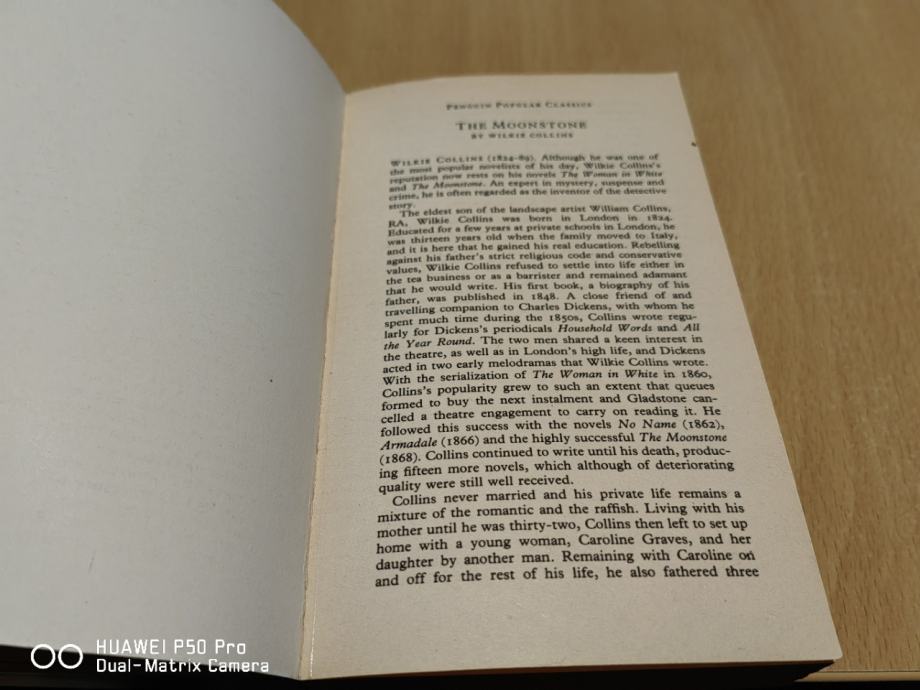 PENGUIN POPULAR CLASSICS
THE MOONSTONE
BY WILKIE COLLINS
WILKIE COLLINS (1824-89). Although he was one of
the most popular novelists of his day, Wilkie Collins's
reputation now rests on his novels The Woman in White
and The Moonstone. An expert in mystery, suspense and
crime, he is often regarded as the inventor of the detective
story.
The eldest son of the landscape artist William Collins,
RA, Wilkie Collins was born in London in 1824.
Educated for a few years at private schools in London, he
was thirteen years old when the family moved to Italy,
and it is here that he gained his real education. Rebelling
against his father's strict religious code and conservative
values, Wilkie Collins refused to settle into life either in
the tea business or as a barrister and remained adamant
that he would write. His first book, a biography of his
father, was published in 1848. A close friend of and
travelling companion to Charles Dickens, with whom he
spent much time during the 1850s, Collins wrote regu-
larly for Dickens's periodicals Household Words and All
the Year Round. The two men shared a keen interest in
the theatre, as well as in London's high life, and Dickens
acted in two early melodramas that Wilkie Collins wrote.
With the serialization of The Woman in White in 1860,
Collins's popularity grew to such an extent that queues
formed to buy the next instalment and Gladstone can-
celled a theatre engagement to carry on reading it. He
followed this success with the novels No Name (1862),
Armadale (1866) and the highly successful The Moonstone
(1868). Collins continued to write until his death, produc-
ing fifteen more novels, which although of deteriorating
quality were still well received.
Collins never married and his private life remains a
mixture of the romantic and the raffish. Living with his
mother until he was thirty-two, Collins then left to set up
home with a young woman, Caroline Graves, and her
daughter by another man. Remaining with Caroline on
and off for the rest of his life, he also fathered three
HUAWEI P50 Pro
Dual-Matrix Camera